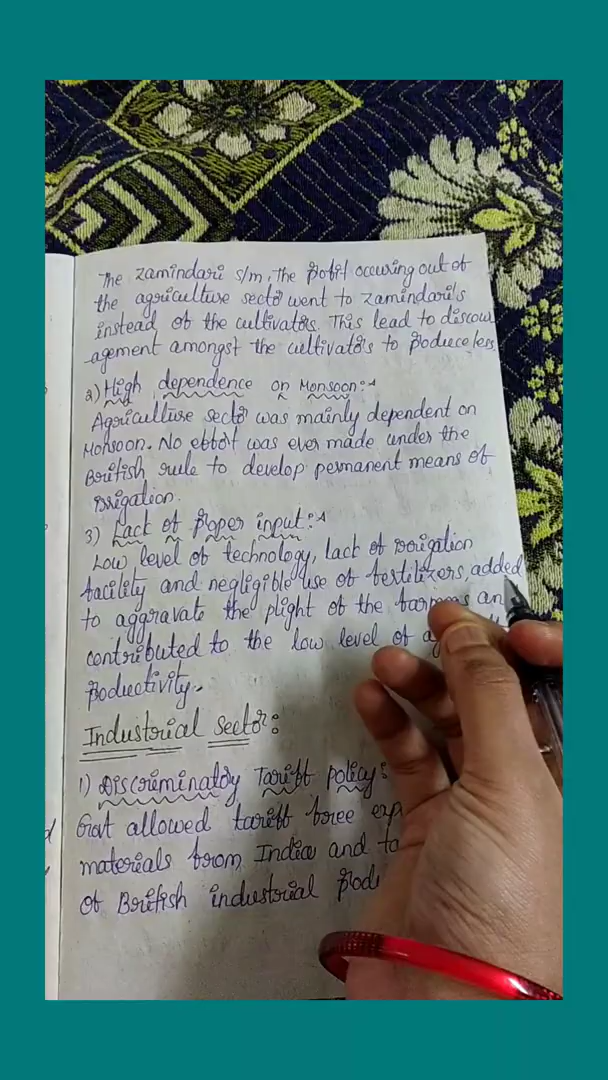 The zamindari s/m, the profit occuring out of
the agriculture sector went to zamindari's
instead of the cultivators. This lead to discou
-agement amongst the cultivators to produce less.
2) High dependence on Monsoon:-
Agriculture sector was mainly dependent on
Monsoon. No effort was ever made under the
British rule to develop permanent means of
irrigation.
3) Lack of proper input:-
Low level of technology, lack of irrigation
facility and negligible use of fertilizers, added
to aggravate the plight of the farmers an
contributed to the low level of
Productivity.
Industrial Sector:
1) Discriminatory Tariff policy:
Govt allowed tariff free exp
materials from India and
of British industrial